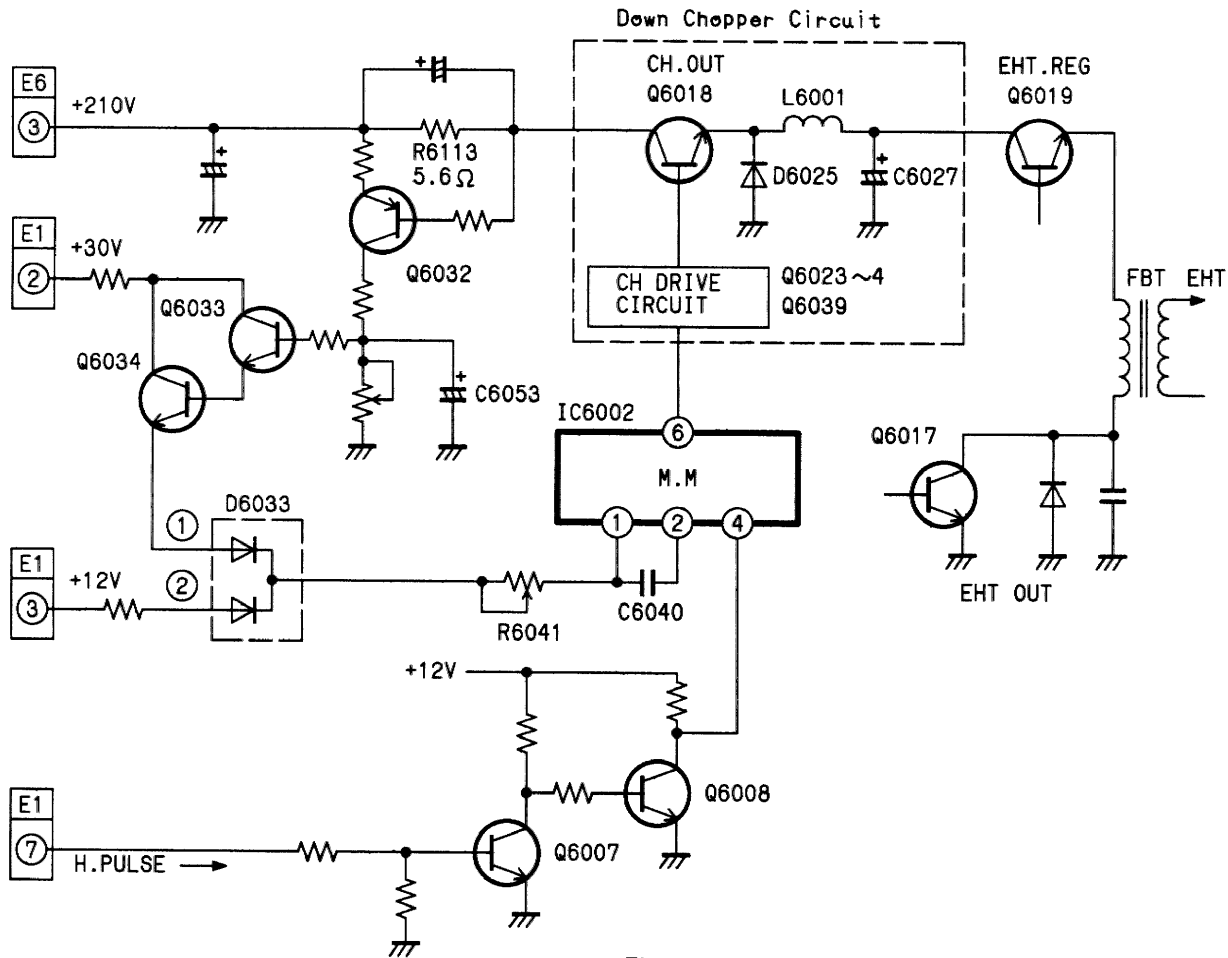 Down Chopper Circuit
E6
③
+210V
R6113
5.6Ω
CH.OUT
Q6018
L6001
EHT.REG
Q6019
D6025
C6027
E1
②
+30V
Q6032
Q6033
Q6034
C6053
CH DRIVE
CIRCUIT
Q6023~4
Q6039
FBT
EHT
IC6002
⑥
M.M
①
②
④
Q6017
EHT OUT
D6033
①
②
E1
③
+12V
R6041
C6040
+12V
Q6008
E1
⑦
H.PULSE
Q6007